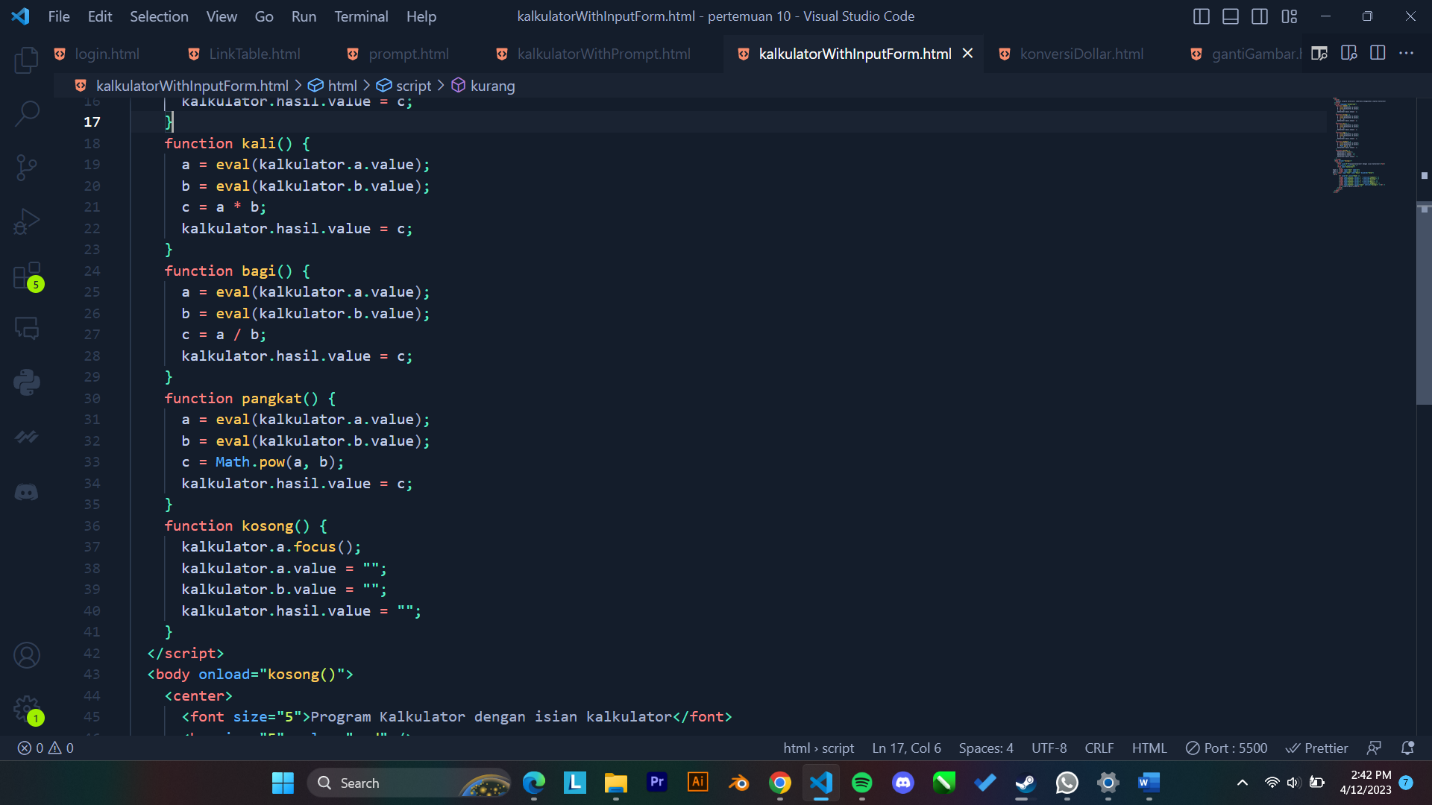 File Edit Selection View Go Run Terminal Help kalkulatorWithInputForm.html - pertemuan 10 - Visual Studio Code
login.html LinkTable.html prompt.html kalkulatorWithPrompt.html kalkulatorWithInputForm.html konversiDollar.html gantiGambar.h
kalkulatorWithInputForm.html > html > script > kurang
16 kalkulator.hasil.value = c;
17 }
18 function kali() {
19 a = eval(kalkulator.a.value);
20 b = eval(kalkulator.b.value);
21 c = a * b;
22 kalkulator.hasil.value = c;
23 }
24 function bagi() {
25 a = eval(kalkulator.a.value);
26 b = eval(kalkulator.b.value);
27 c = a / b;
28 kalkulator.hasil.value = c;
29 }
30 function pangkat() {
31 a = eval(kalkulator.a.value);
32 b = eval(kalkulator.b.value);
33 c = Math.pow(a, b);
34 kalkulator.hasil.value = c;
35 }
36 function kosong() {
37 kalkulator.a.focus();
38 kalkulator.a.value = "";
39 kalkulator.b.value = "";
40 kalkulator.hasil.value = "";
41 }
42 </script>
43 <body onload="kosong()">
44 <center>
45 <font size="5">Program Kalkulator dengan isian kalkulator</font>
5
1
0 0 html › script Ln 17, Col 6 Spaces: 4 UTF-8 CRLF HTML Port : 5500 Prettier
Search L Pr Ai W 2:42 PM 7
4/12/2023